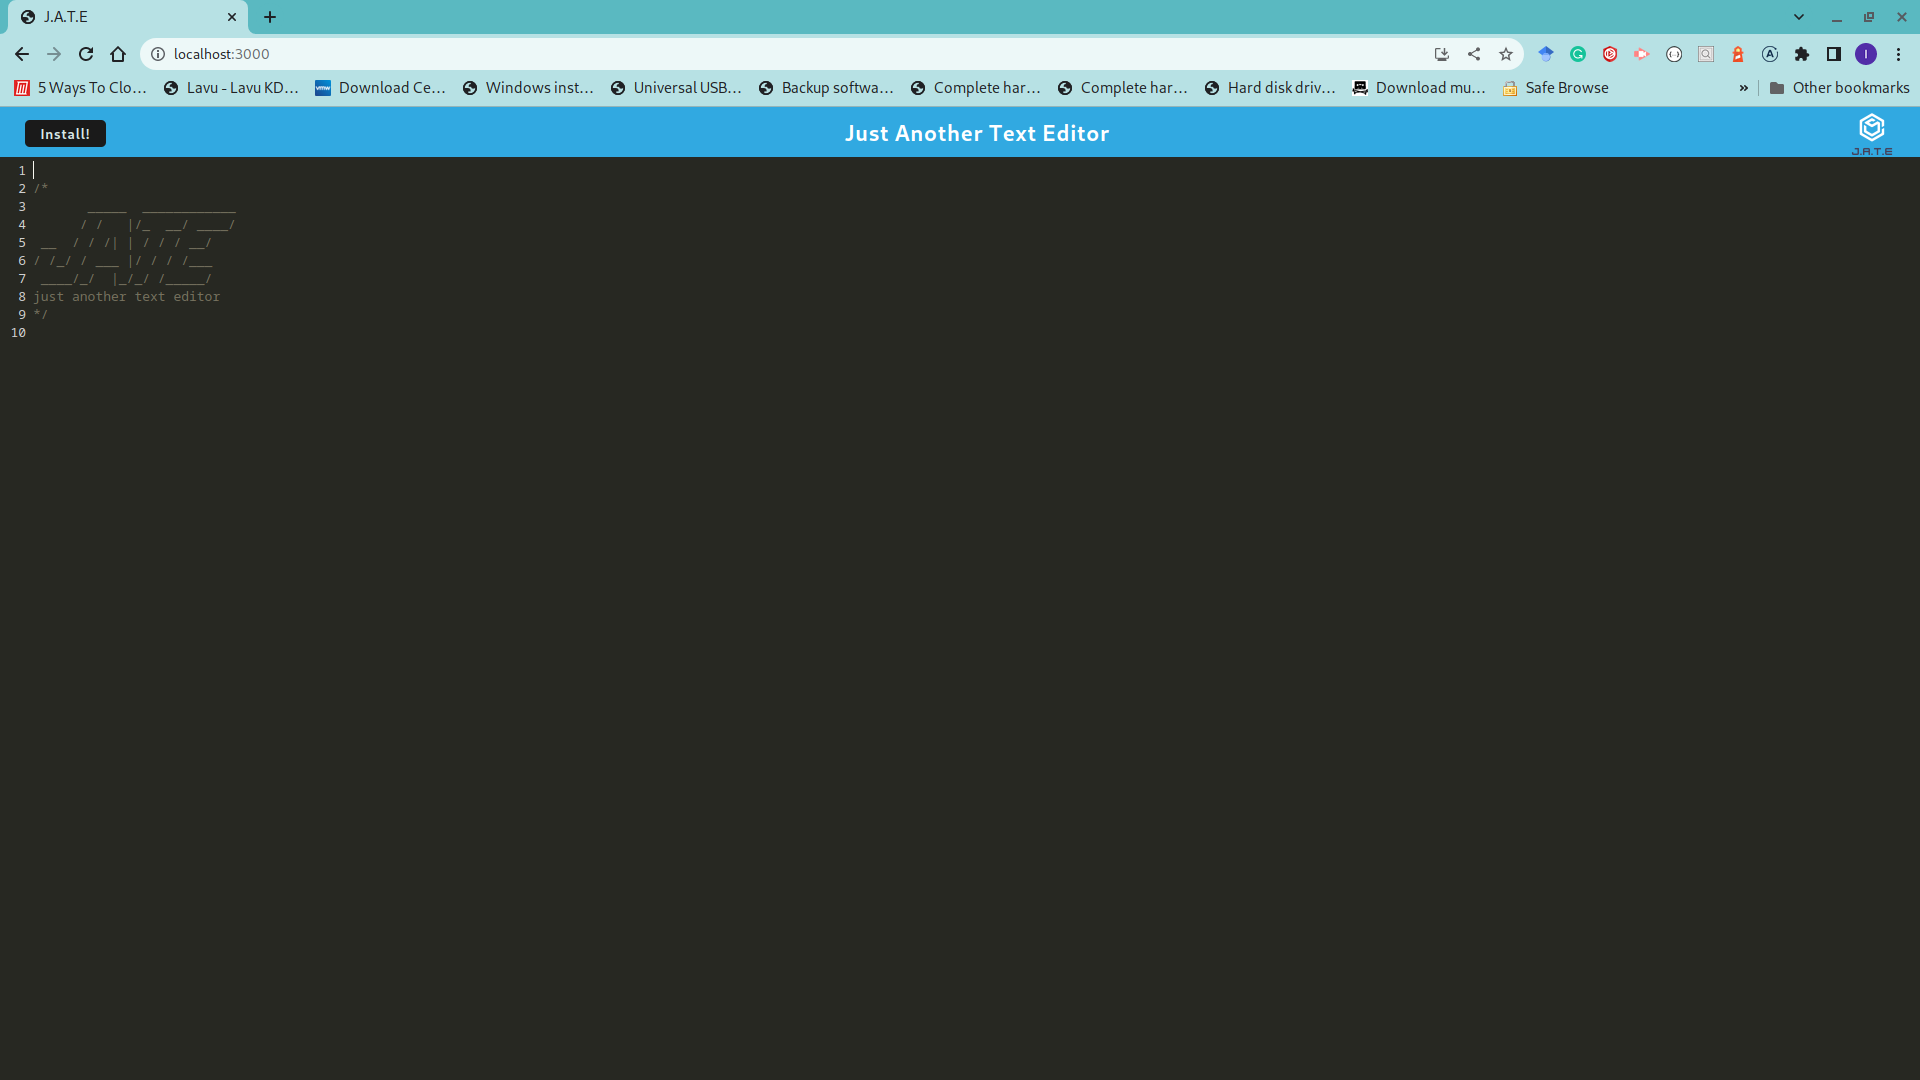 J.A.T.E
localhost:3000
5 Ways To Clo... Lavu - Lavu KD... Download Ce... Windows inst... Universal USB... Backup softwa... Complete har... Complete har... Hard disk driv... Download mu... Safe Browse » Other bookmarks
Install! Just Another Text Editor J.A.T.E
1
2 /*
3        _____  ____________
4       / /   |/_  __/ ____/
5  __  / / /| | / / / __/
6 / /_/ / ___ |/ / / /___
7  ____/_/  |_/_/ /_____/
8 just another text editor
9 */
10